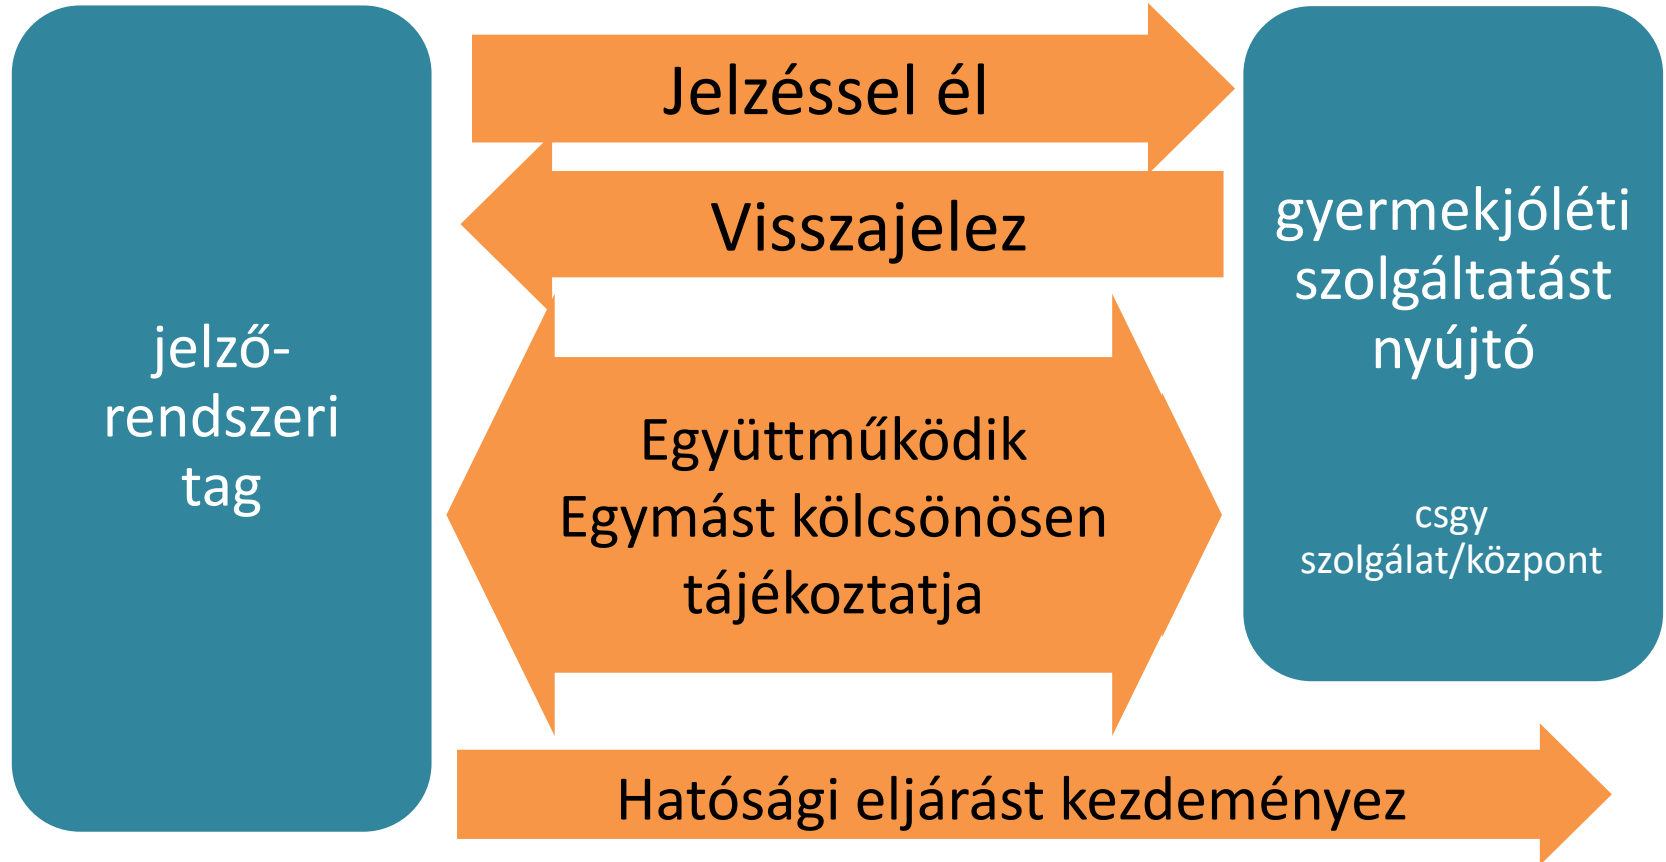 jelző-
rendszeri
tag
Jelzéssel él
Visszajelez
Együttműködik
Egymást kölcsönösen
tájékoztatja
Hatósági eljárást kezdeményez
gyermekjóléti
szolgáltatást
nyújtó
csgy
szolgálat/központ